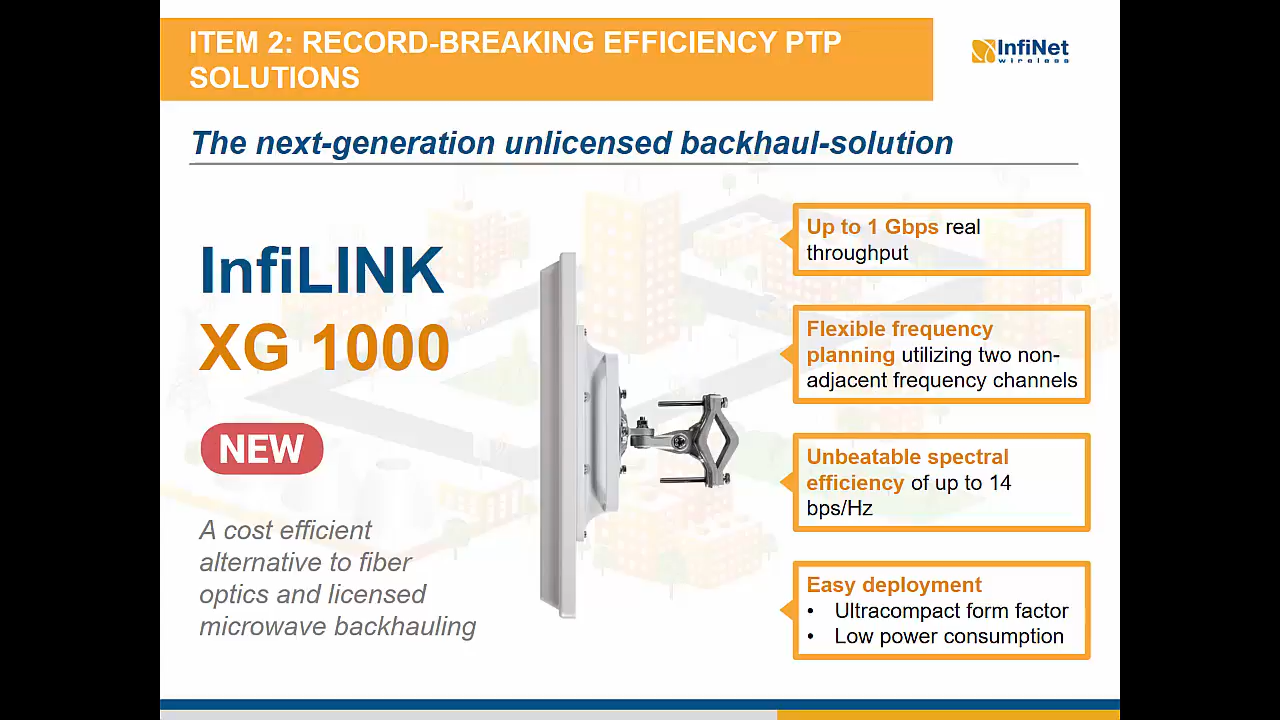 ITEM 2: RECORD-BREAKING EFFICIENCY PTP
SOLUTIONS
InfiNet
wireless
The next-generation unlicensed backhaul-solution
InfiLINK
XG 1000
NEW
A cost efficient
alternative to fiber
optics and licensed
microwave backhauling
Up to 1 Gbps real
throughput
Flexible frequency
planning utilizing two non-
adjacent frequency channels
Unbeatable spectral
efficiency of up to 14
bps/Hz
Easy deployment
• Ultracompact form factor
• Low power consumption